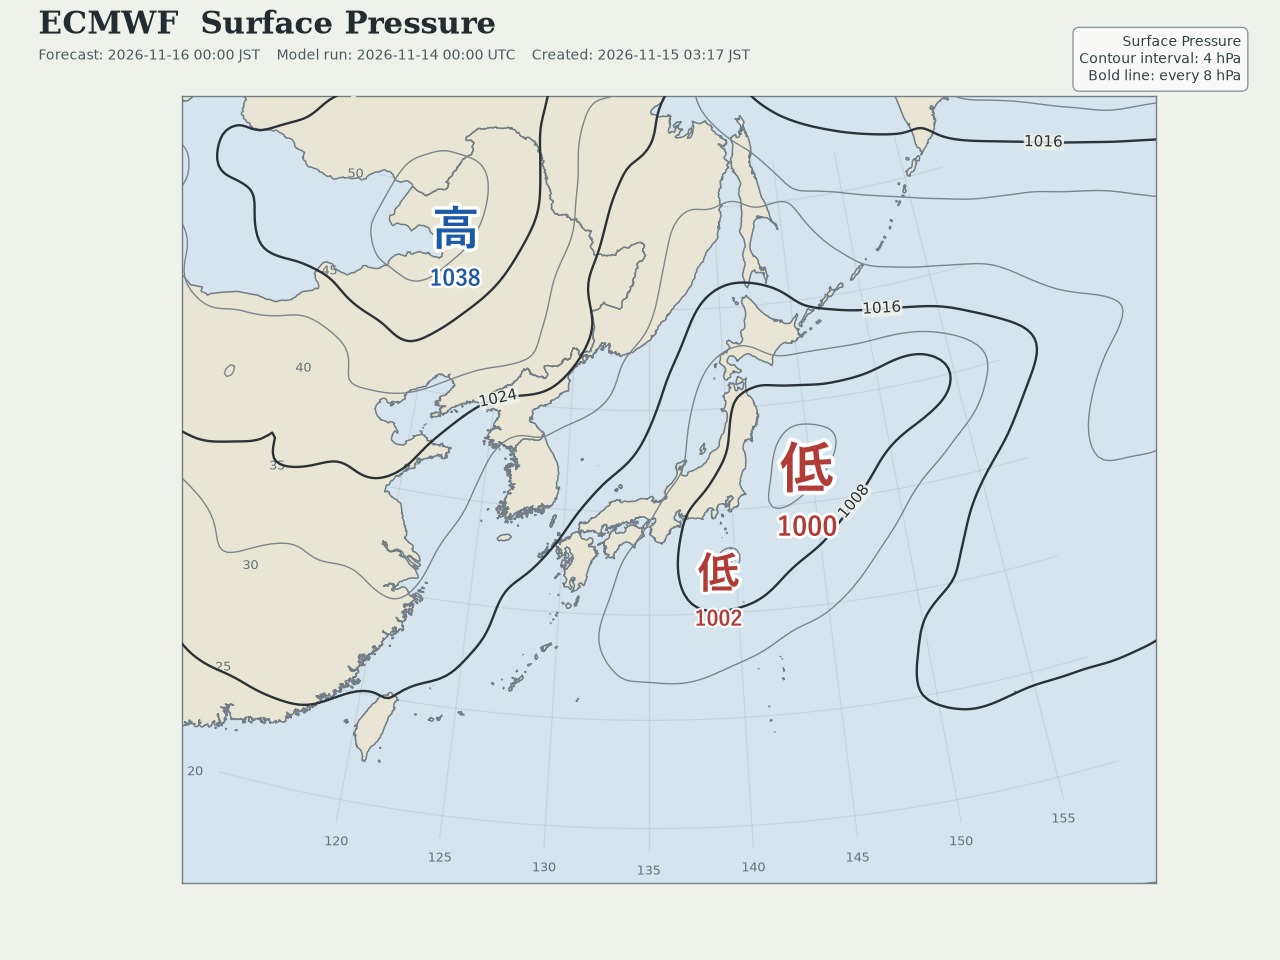 ECMWF  Surface Pressure
Forecast: 2026-11-16 00:00 JST    Model run: 2026-11-14 00:00 UTC    Created: 2026-11-15 03:17 JST
Surface Pressure
Contour interval: 4 hPa
Bold line: every 8 hPa
1016
50
高
1038
45
1016
40
1024
35
低
1000
1008
30
低
1002
25
20
120
125
130
135
140
145
150
155